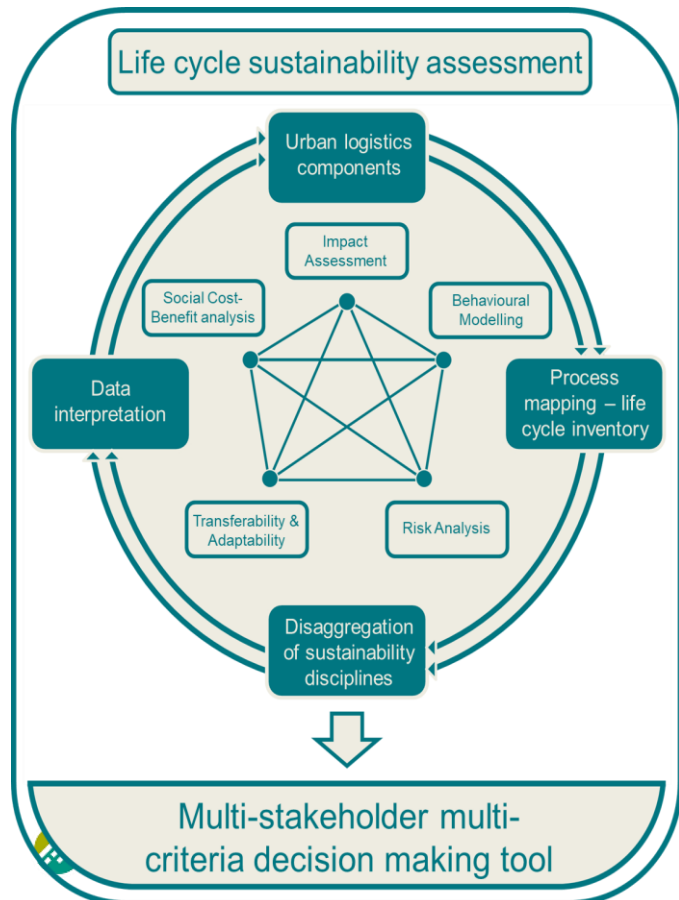 Life cycle sustainability assessment
Urban logistics
components
Impact
Assessment
Social Cost-
Benefit analysis
Behavioural
Modelling
Data
interpretation
Process
mapping – life
cycle inventory
Transferability &
Adaptability
Risk Analysis
Disaggregation
of sustainability
disciplines
Multi-stakeholder multi-
criteria decision making tool